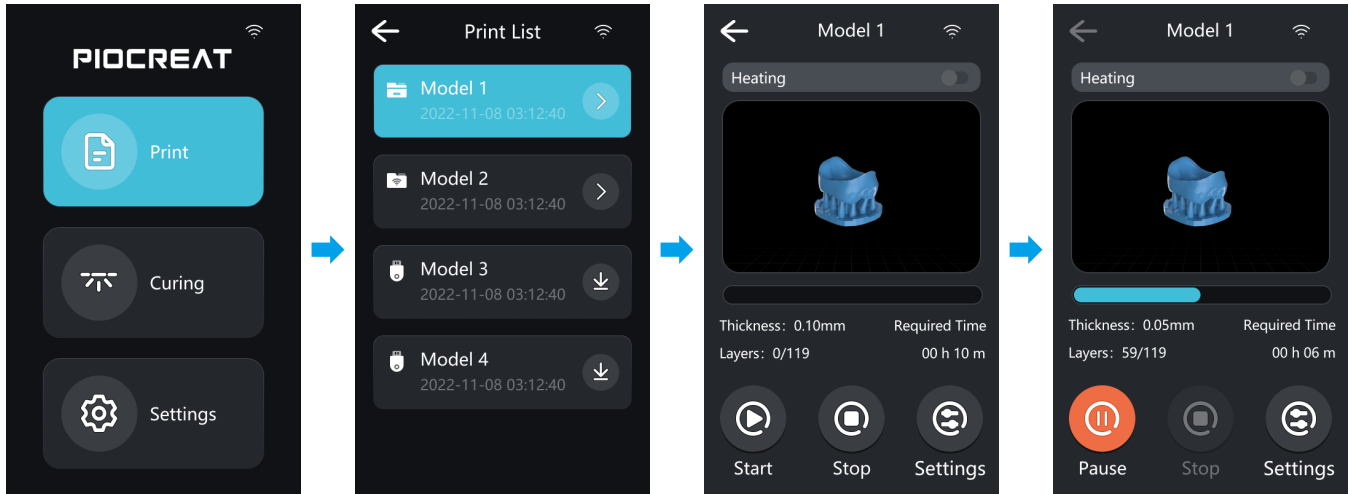 PIOCREAT
Print
Curing
Settings
Print List
Model 1
2022-11-08 03:12:40
Model 2
2022-11-08 03:12:40
Model 3
2022-11-08 03:12:40
Model 4
2022-11-08 03:12:40
Model 1
Heating
Thickness: 0.10mm Required Time
Layers: 0/119 00 h 10 m
Start Stop Settings
Model 1
Heating
Thickness: 0.05mm Required Time
Layers: 59/119 00 h 06 m
Pause Stop Settings